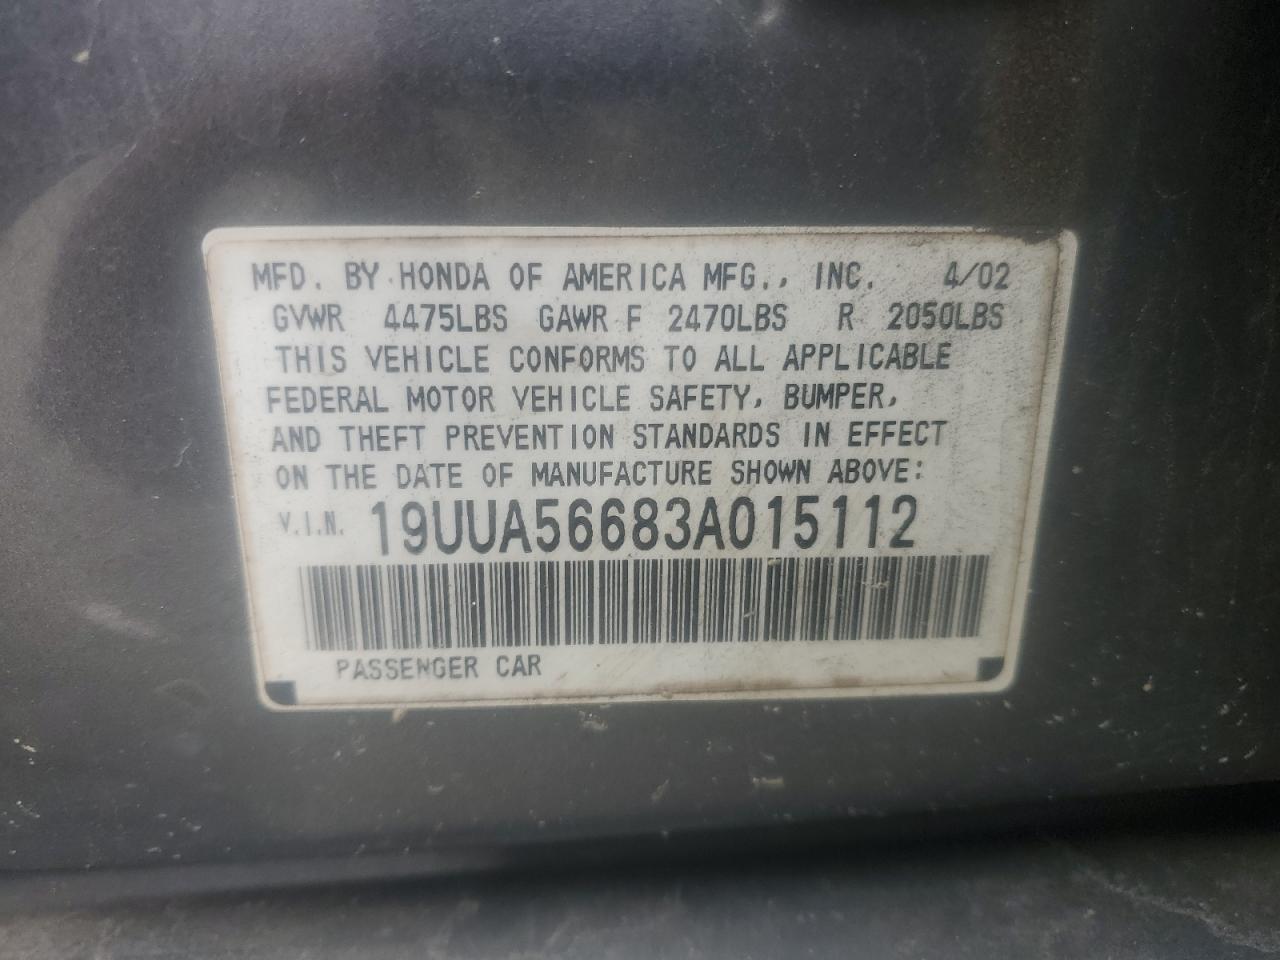 MFD. BY HONDA OF AMERICA MFG., INC. 4/02
GVWR 4475LBS GAWR F 2470LBS R 2050LBS
THIS VEHICLE CONFORMS TO ALL APPLICABLE
FEDERAL MOTOR VEHICLE SAFETY, BUMPER,
AND THEFT PREVENTION STANDARDS IN EFFECT
ON THE DATE OF MANUFACTURE SHOWN ABOVE:
V.I.N. 19UUA56683A015112
PASSENGER CAR